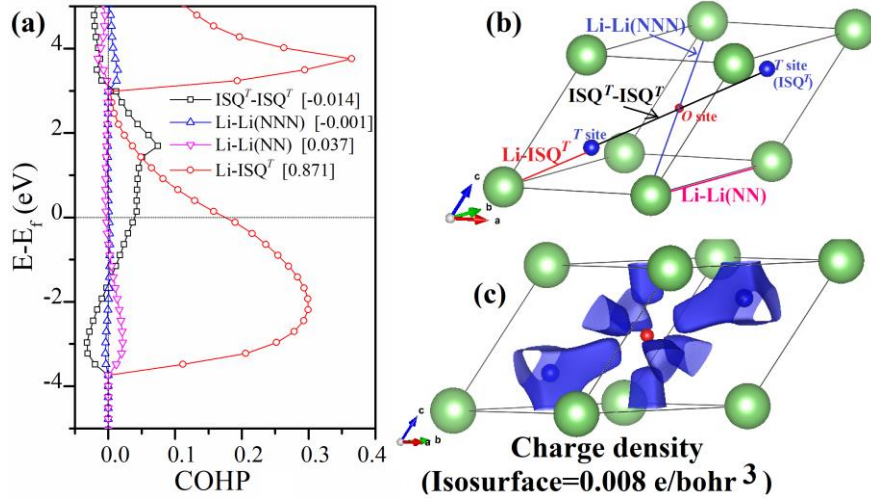 (a)
4
2
0
-2
-4
E-E_f (eV)
0.0 0.1 0.2 0.3 0.4
COHP
ISQ^T-ISQ^T [-0.014]
Li-Li(NNN) [-0.001]
Li-Li(NN) [0.037]
Li-ISQ^T [0.871]
(b)
Li-Li(NNN)
T site
(ISQ^T)
ISQ^T-ISQ^T
O site
T site
Li-ISQ^T
Li-Li(NN)
c
b
a
(c)
c
a b
Charge density
(Isosurface=0.008 e/bohr^3)